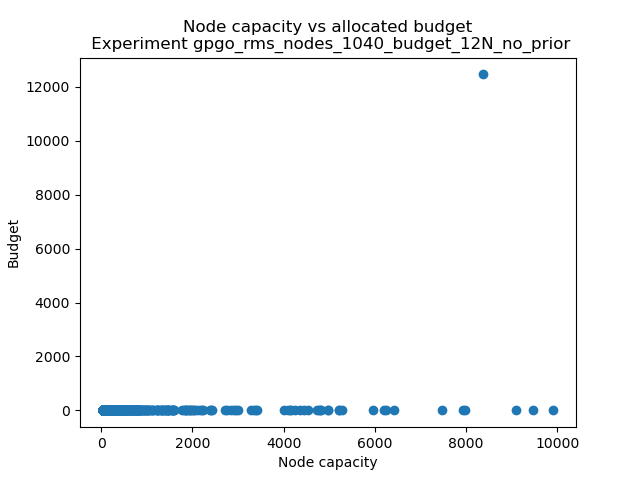 Node capacity vs allocated budget
Experiment gpgo_rms_nodes_1040_budget_12N_no_prior
12000
10000
8000
6000
4000
2000
0
Budget
0 2000 4000 6000 8000 10000
Node capacity